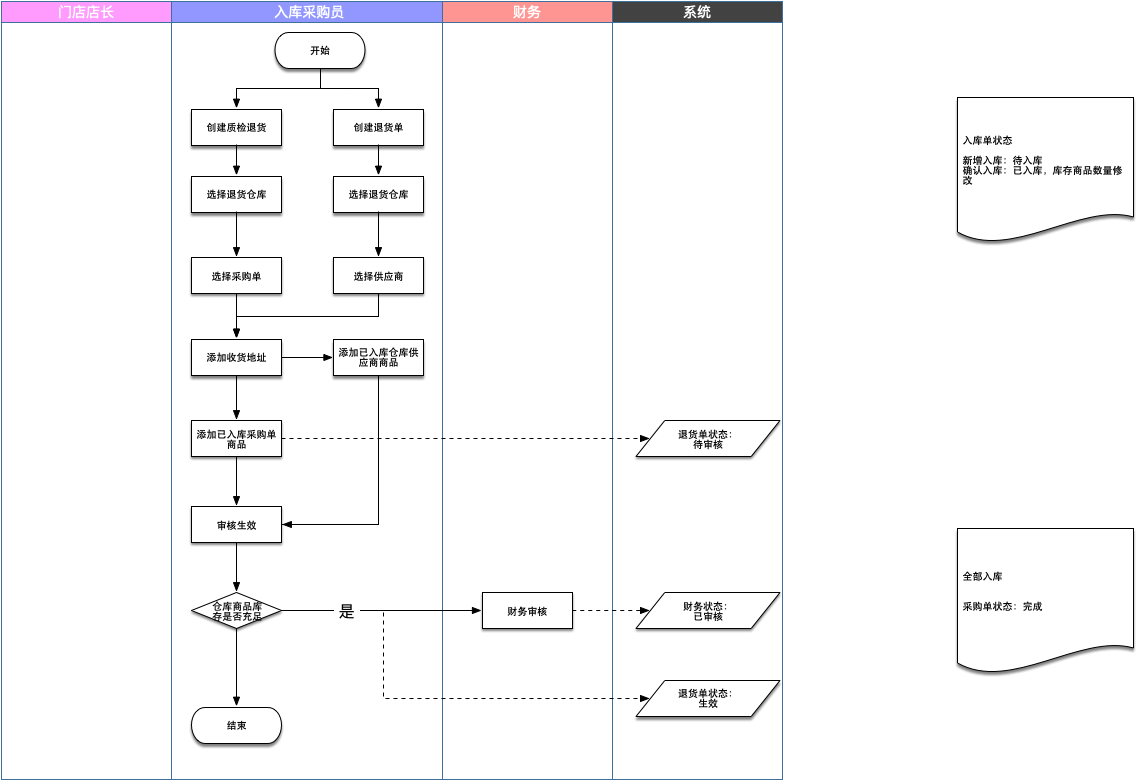 门店店长
入库采购员
财务
系统
开始
创建质检退货
创建退货单
选择退货仓库
选择退货仓库
选择采购单
选择供应商
添加收货地址
添加已入库仓库供
应商商品
添加已入库采购单
商品
退货单状态：
待审核
审核生效
仓库商品库
存是否充足
是
财务审核
财务状态：
已审核
退货单状态：
生效
结束
入库单状态
新增入库：待入库
确认入库：已入库，库存商品数量修
改
全部入库
采购单状态：完成